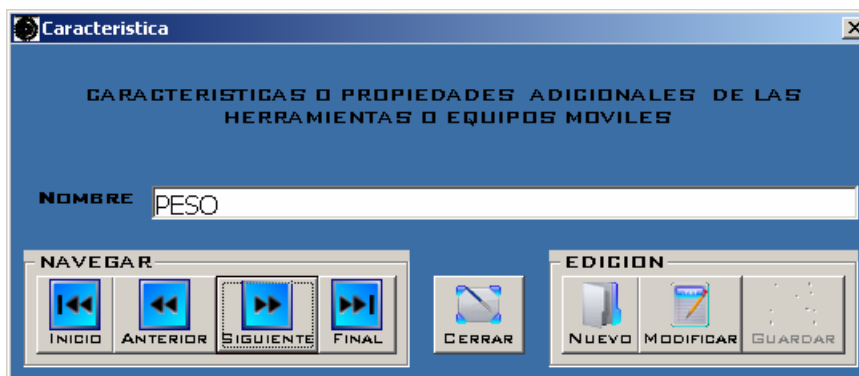 Caracteristica
CARACTERISTICAS O PROPIEDADES ADICIONALES DE LAS
HERRAMIENTAS O EQUIPOS MOVILES
NOMBRE
PESO
NAVEGAR
INICIO
ANTERIOR
SIGUIENTE
FINAL
CERRAR
EDICION
NUEVO
MODIFICAR
GUARDAR